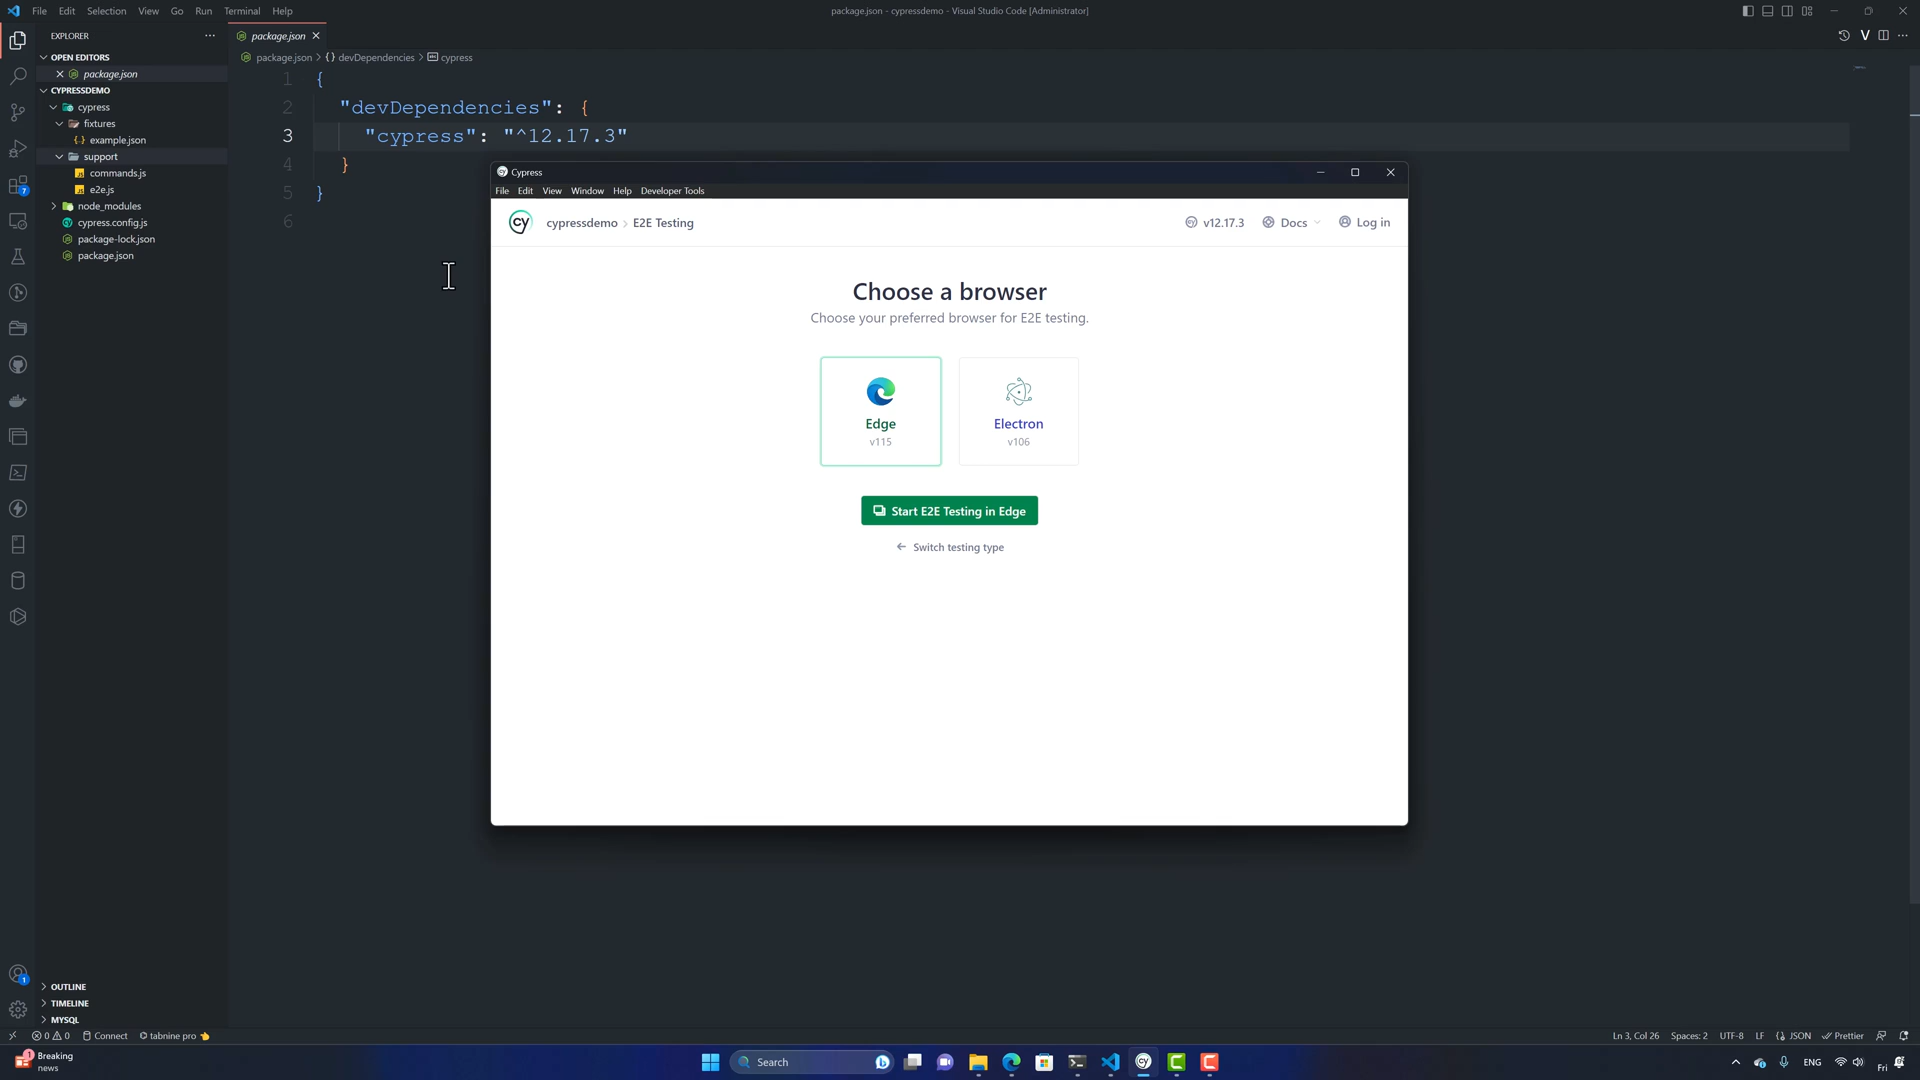 File Edit Selection View Go Run Terminal Help
package.json - cypressdemo - Visual Studio Code [Administrator]
EXPLORER
package.json
V
OPEN EDITORS
package.json
CYPRESSDEMO
cypress
fixtures
example.json
support
commands.js
e2e.js
node_modules
cypress.config.js
package-lock.json
package.json
package.json > {} devDependencies > cypress
1 {
2 "devDependencies": {
3 "cypress": "^12.17.3"
4 }
5 }
6
Cypress
File Edit View Window Help Developer Tools
cy cypressdemo > E2E Testing
v12.17.3 Docs Log in
Choose a browser
Choose your preferred browser for E2E testing.
Edge
v115
Electron
v106
Start E2E Testing in Edge
← Switch testing type
7
1
OUTLINE
TIMELINE
MYSQL
0 0 Connect tabnine pro
Ln 3, Col 26 Spaces: 2 UTF-8 LF {} JSON Prettier
1
Breaking
news
Search
ENG
Fri